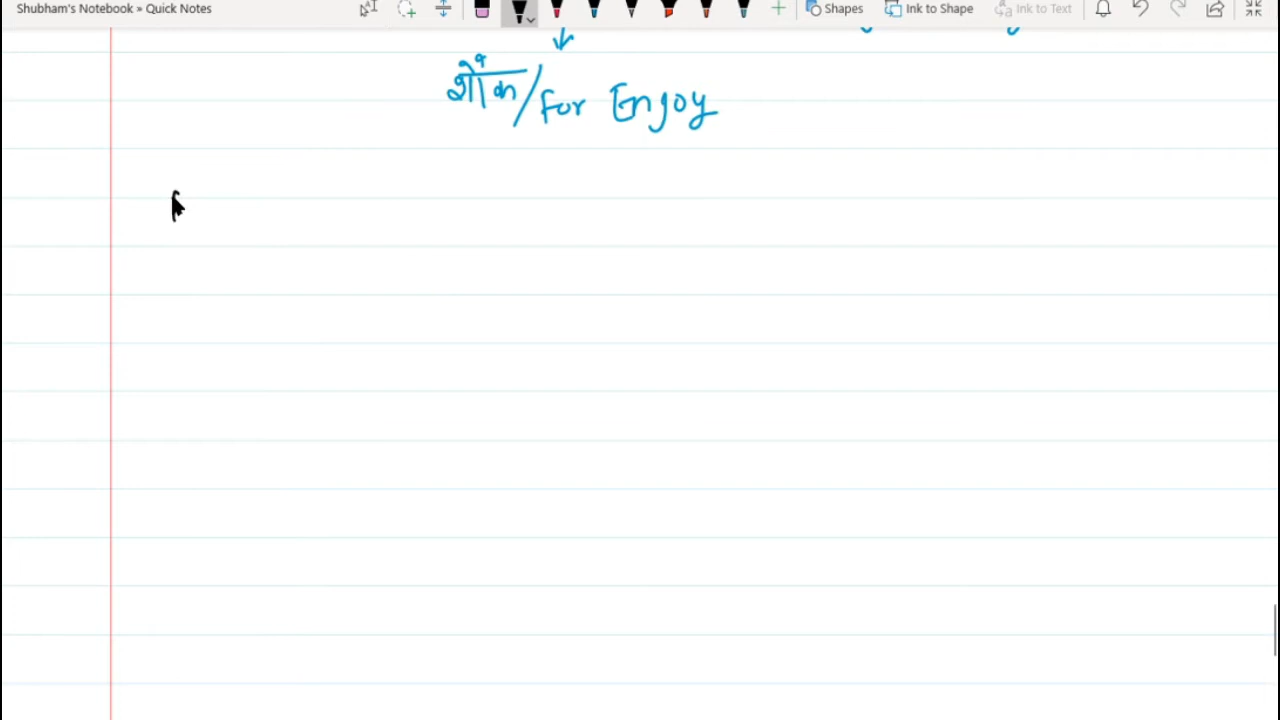 Shubham's Notebook » Quick Notes Shapes Ink to Shape Ink to Text
शौक/For Enjoy